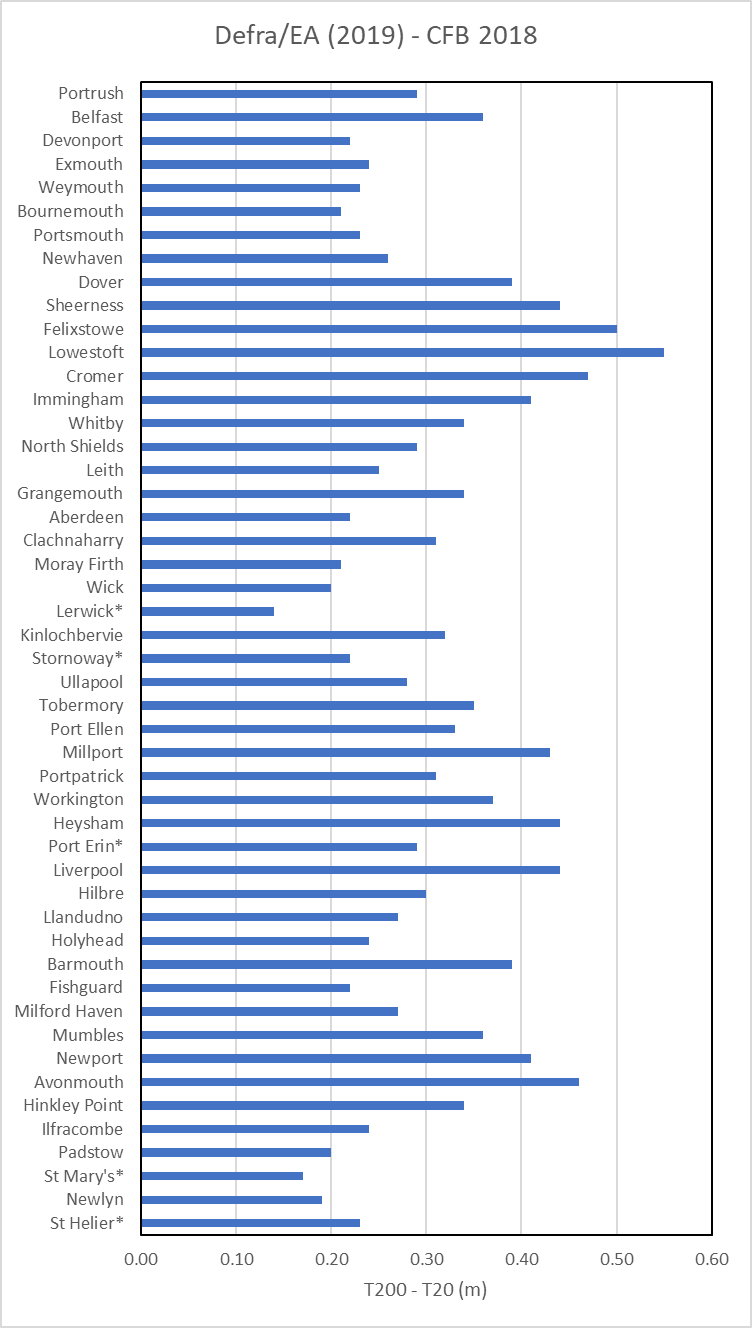 Defra/EA (2019) - CFB 2018
Portrush
Belfast
Devonport
Exmouth
Weymouth
Bournemouth
Portsmouth
Newhaven
Dover
Sheerness
Felixstowe
Lowestoft
Cromer
Immingham
Whitby
North Shields
Leith
Grangemouth
Aberdeen
Clachnaharry
Moray Firth
Wick
Lerwick*
Kinlochbervie
Stornoway*
Ullapool
Tobermory
Port Ellen
Millport
Portpatrick
Workington
Heysham
Port Erin*
Liverpool
Hilbre
Llandudno
Holyhead
Barmouth
Fishguard
Milford Haven
Mumbles
Newport
Avonmouth
Hinkley Point
Ilfracombe
Padstow
St Mary's*
Newlyn
St Helier*
0.00 0.10 0.20 0.30 0.40 0.50 0.60
T200 - T20 (m)